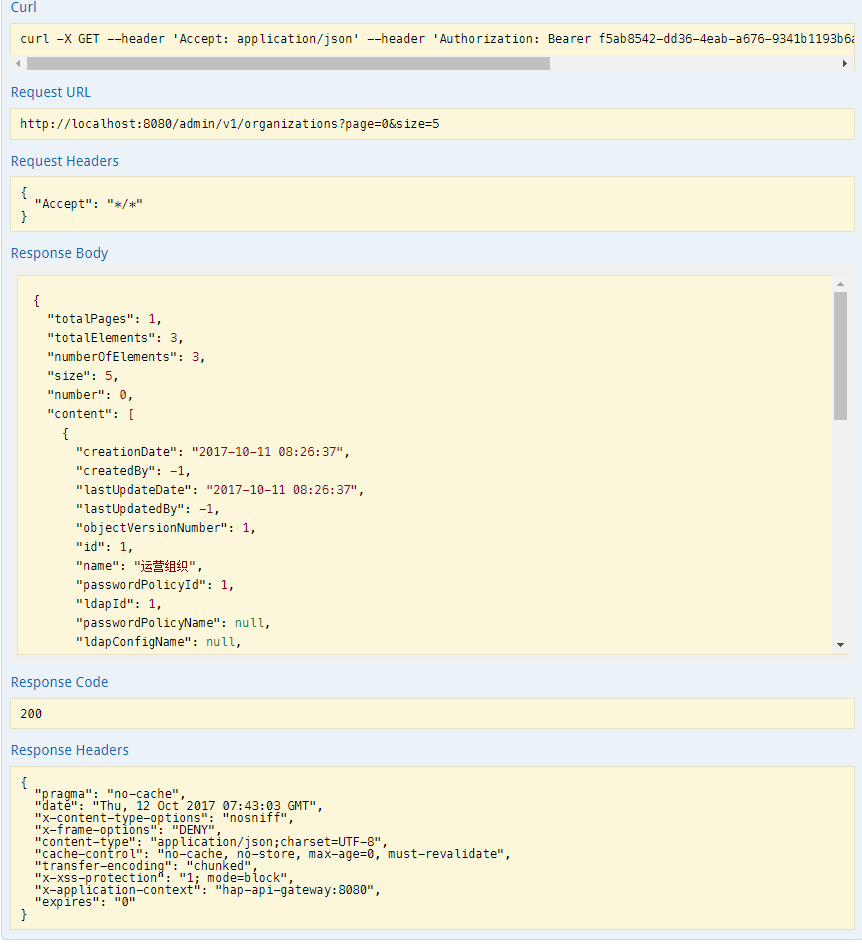 Curl
curl -X GET --header 'Accept: application/json' --header 'Authorization: Bearer f5ab8542-dd36-4eab-a676-9341b1193b6a
Request URL
http://localhost:8080/admin/v1/organizations?page=0&size=5
Request Headers
{
  "Accept": "*/*"
}
Response Body
{
  "totalPages": 1,
  "totalElements": 3,
  "numberOfElements": 3,
  "size": 5,
  "number": 0,
  "content": [
    {
      "creationDate": "2017-10-11 08:26:37",
      "createdBy": -1,
      "lastUpdateDate": "2017-10-11 08:26:37",
      "lastUpdatedBy": -1,
      "objectVersionNumber": 1,
      "id": 1,
      "name": "运营组织",
      "passwordPolicyId": 1,
      "ldapId": 1,
      "passwordPolicyName": null,
      "ldapConfigName": null,
Response Code
200
Response Headers
{
  "pragma": "no-cache",
  "date": "Thu, 12 Oct 2017 07:43:03 GMT",
  "x-content-type-options": "nosniff",
  "x-frame-options": "DENY",
  "content-type": "application/json;charset=UTF-8",
  "cache-control": "no-cache, no-store, max-age=0, must-revalidate",
  "transfer-encoding": "chunked",
  "x-xss-protection": "1; mode=block",
  "x-application-context": "hap-api-gateway:8080",
  "expires": "0"
}